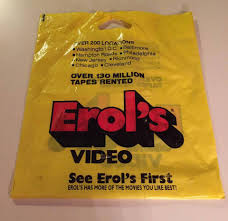 OVER 200 LOCATIONS
• Washington D.C. • Baltimore
• Hampton Roads • Philadelphia
• New Jersey • Richmond
• Chicago • Cleveland
OVER 130 MILLION
TAPES RENTED
Erol's
VIDEO
See Erol's First
EROL'S HAS MORE OF THE MOVIES YOU LIKE BEST!